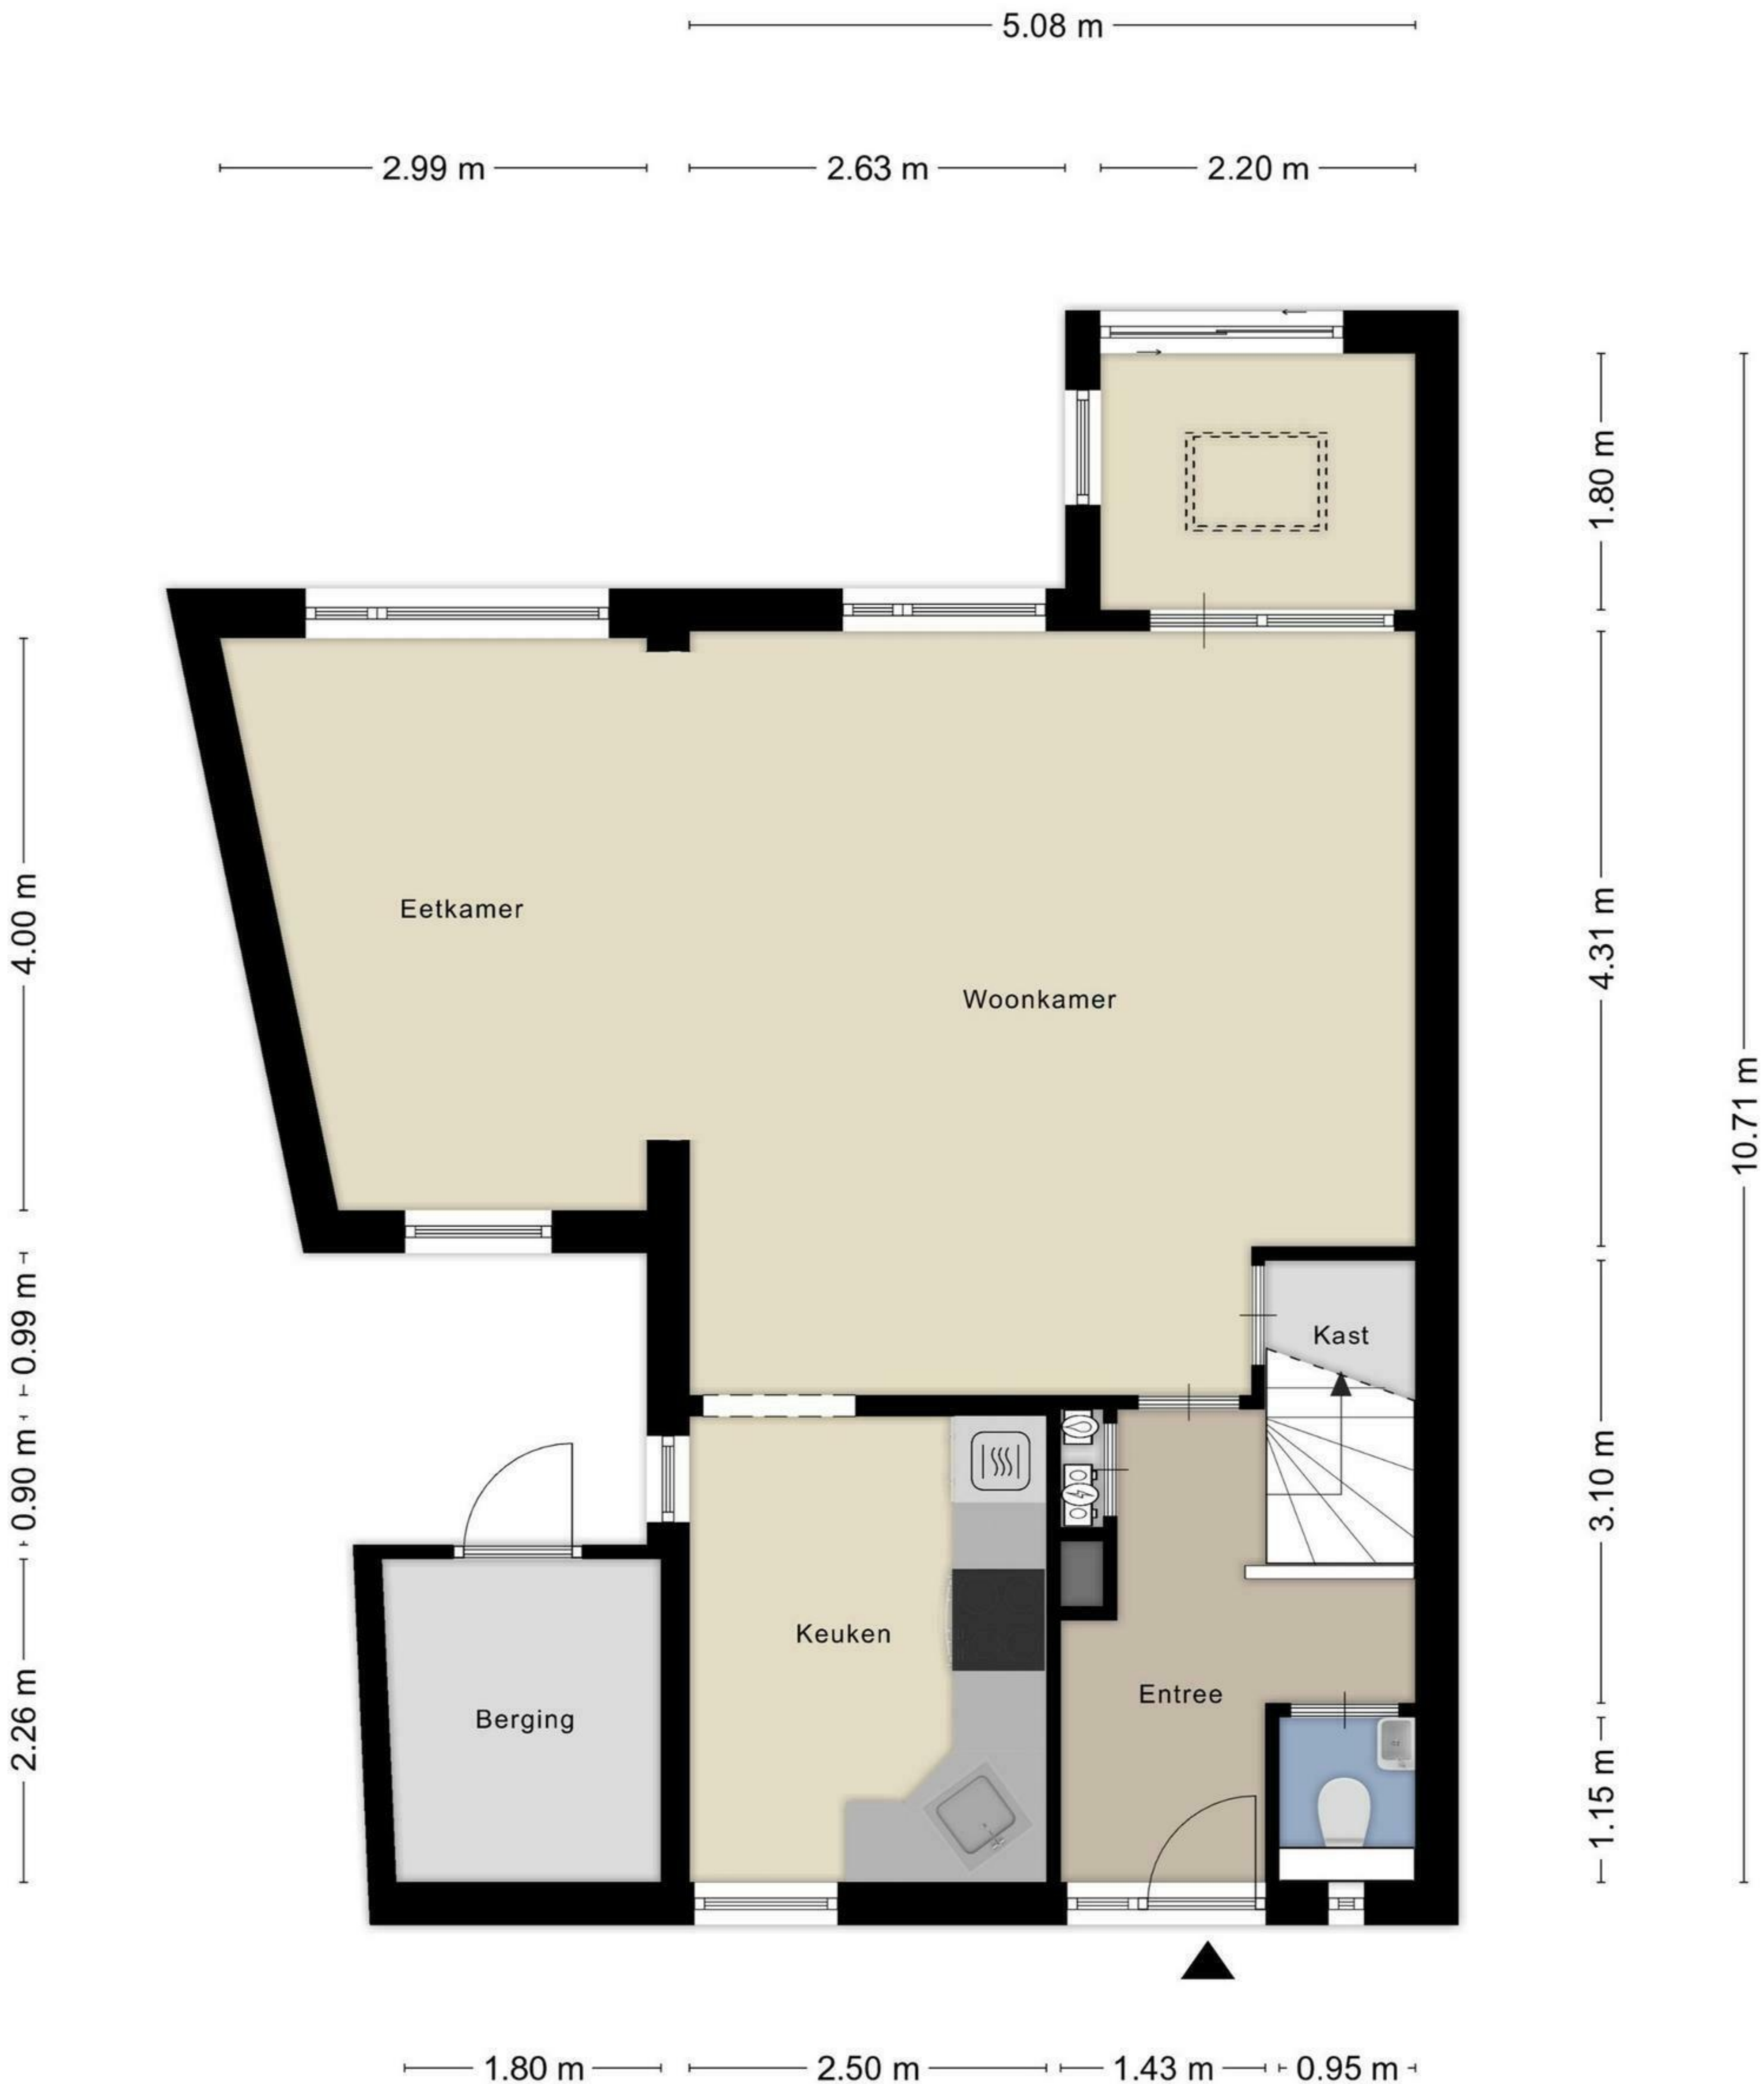 5.08 m
2.99 m
2.63 m
2.20 m
1.80 m
4.00 m
Eetkamer
4.31 m
Woonkamer
10.71 m
0.99 m
Kast
0.90 m
3.10 m
Keuken
Entree
2.26 m
Berging
1.15 m
1.80 m
2.50 m
1.43 m
0.95 m